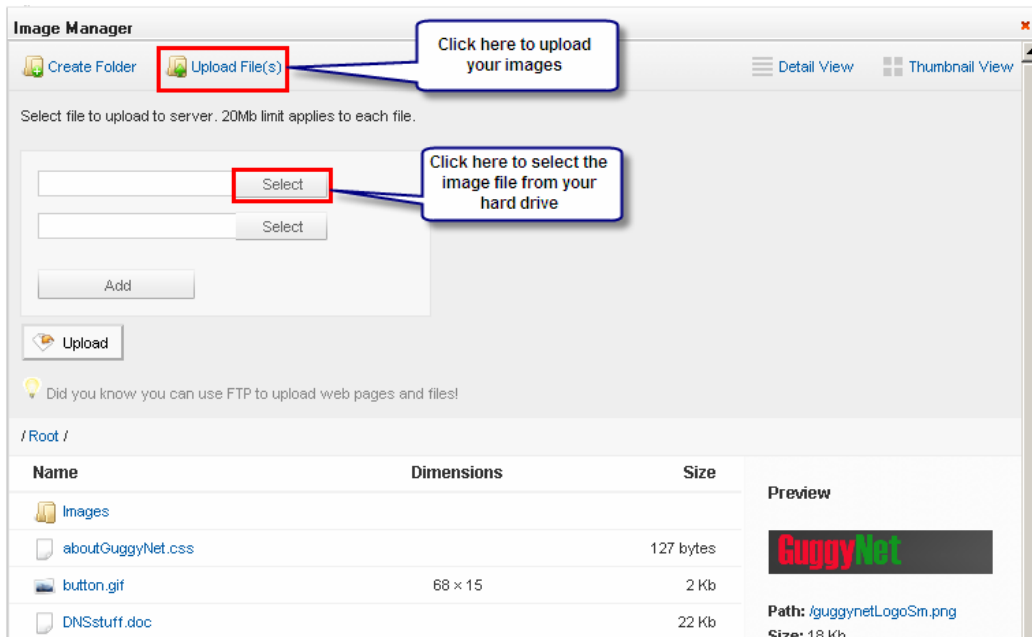 Image Manager
Create Folder
Upload File(s)
Click here to upload
your images
Detail View
Thumbnail View
Select file to upload to server. 20Mb limit applies to each file.
Select
Click here to select the
image file from your
hard drive
Select
Add
Upload
Did you know you can use FTP to upload web pages and files!
/ Root /
Name Dimensions Size
Images
aboutGuggyNet.css 127 bytes
button.gif 68 × 15 2 Kb
DNSstuff.doc 22 Kb
Preview
GuggyNet
Path: /guggynetLogoSm.png
Size: 18 Kb